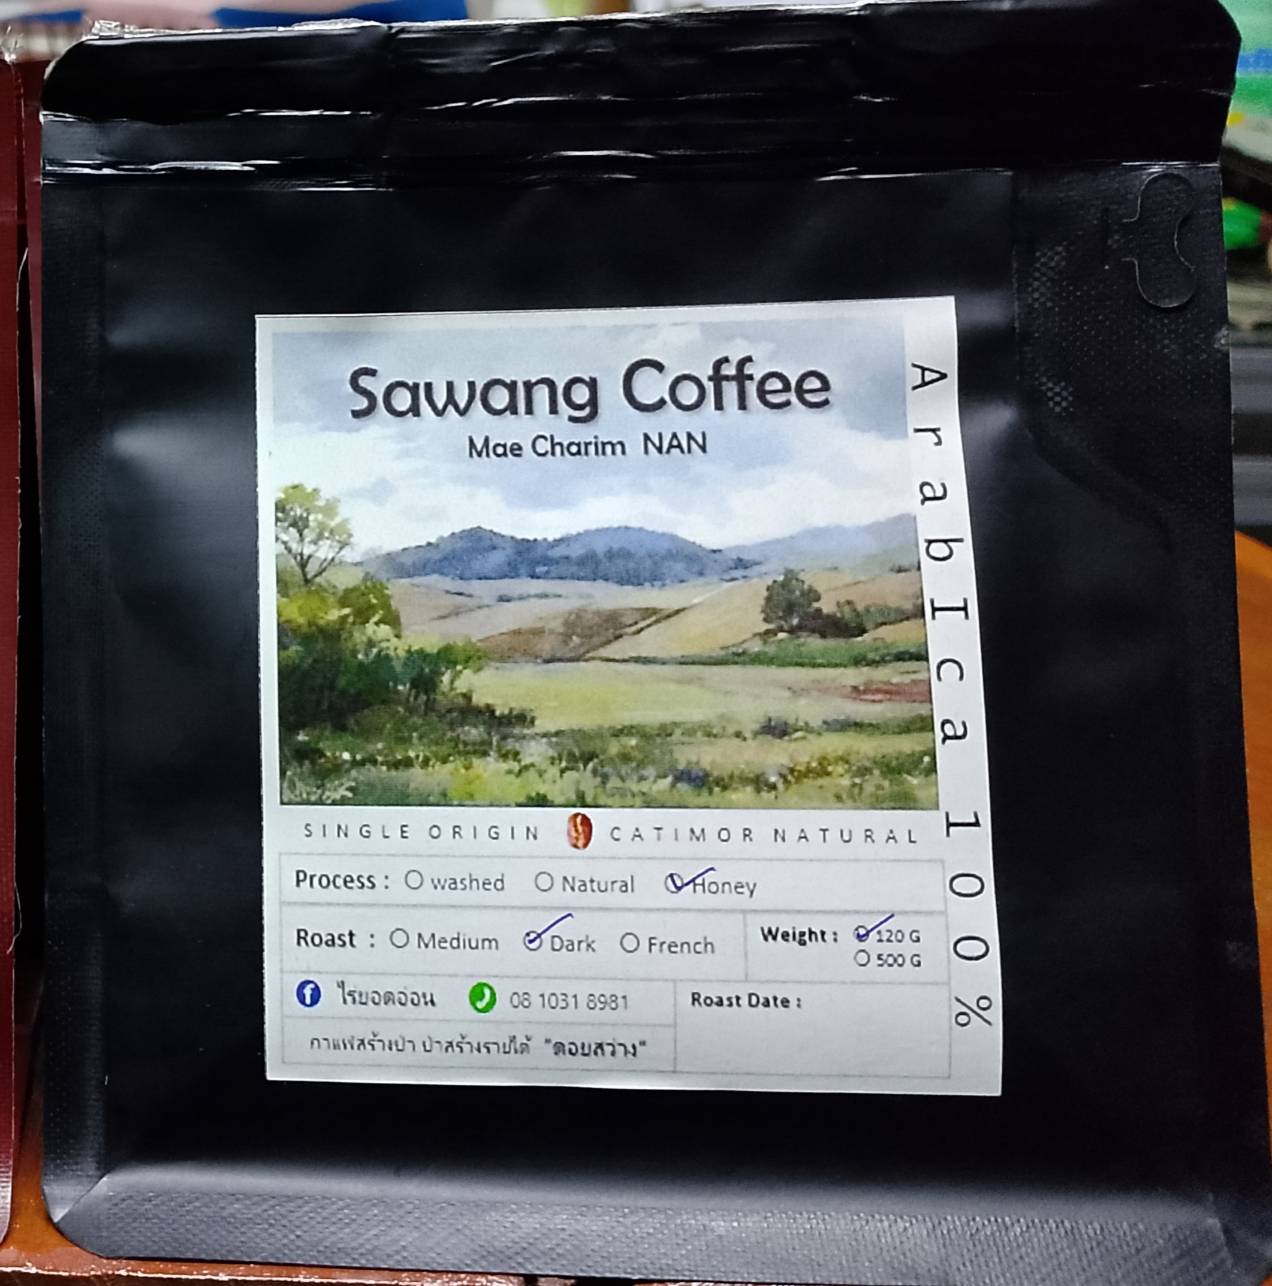 Sawang Coffee
Mae Charim NAN
ArabIca 100%
SINGLE ORIGIN CATIMOR NATURAL
Process : washed Natural Honey
Roast : Medium Dark French
Weight : 120 G
500 G
ไร่ยอดอ่อน 08 1031 8981
Roast Date :
กาแฟสร้างป่า ป่าสร้างรายได้ "ดอยสว่าง"